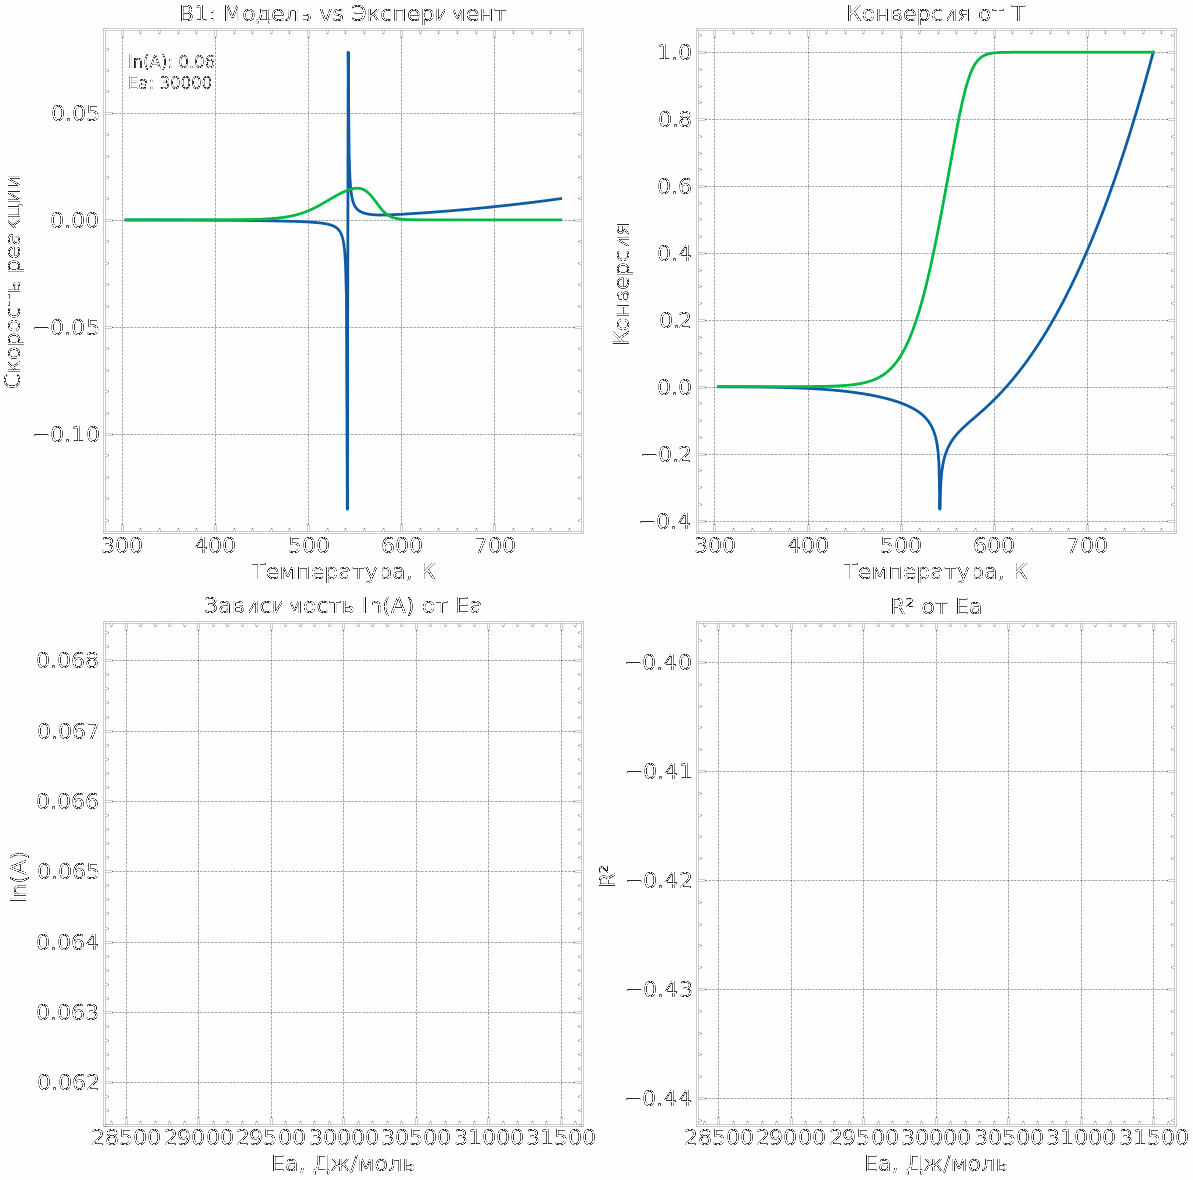 B1: Модель vs Эксперимент
ln(A): 0.06
Ea: 30000
0.05
0.00
−0.05
−0.10
Скорость реакции
300 400 500 600 700
Температура, K
Конверсия от T
1.0
0.8
0.6
0.4
0.2
0.0
−0.2
−0.4
Конверсия
300 400 500 600 700
Температура, K
Зависимость ln(A) от Ea
0.068
0.067
0.066
0.065
0.064
0.063
0.062
ln(A)
28500 29000 29500 30000 30500 31000 31500
Ea, Дж/моль
R² от Ea
−0.40
−0.41
−0.42
−0.43
−0.44
R²
28500 29000 29500 30000 30500 31000 31500
Ea, Дж/моль